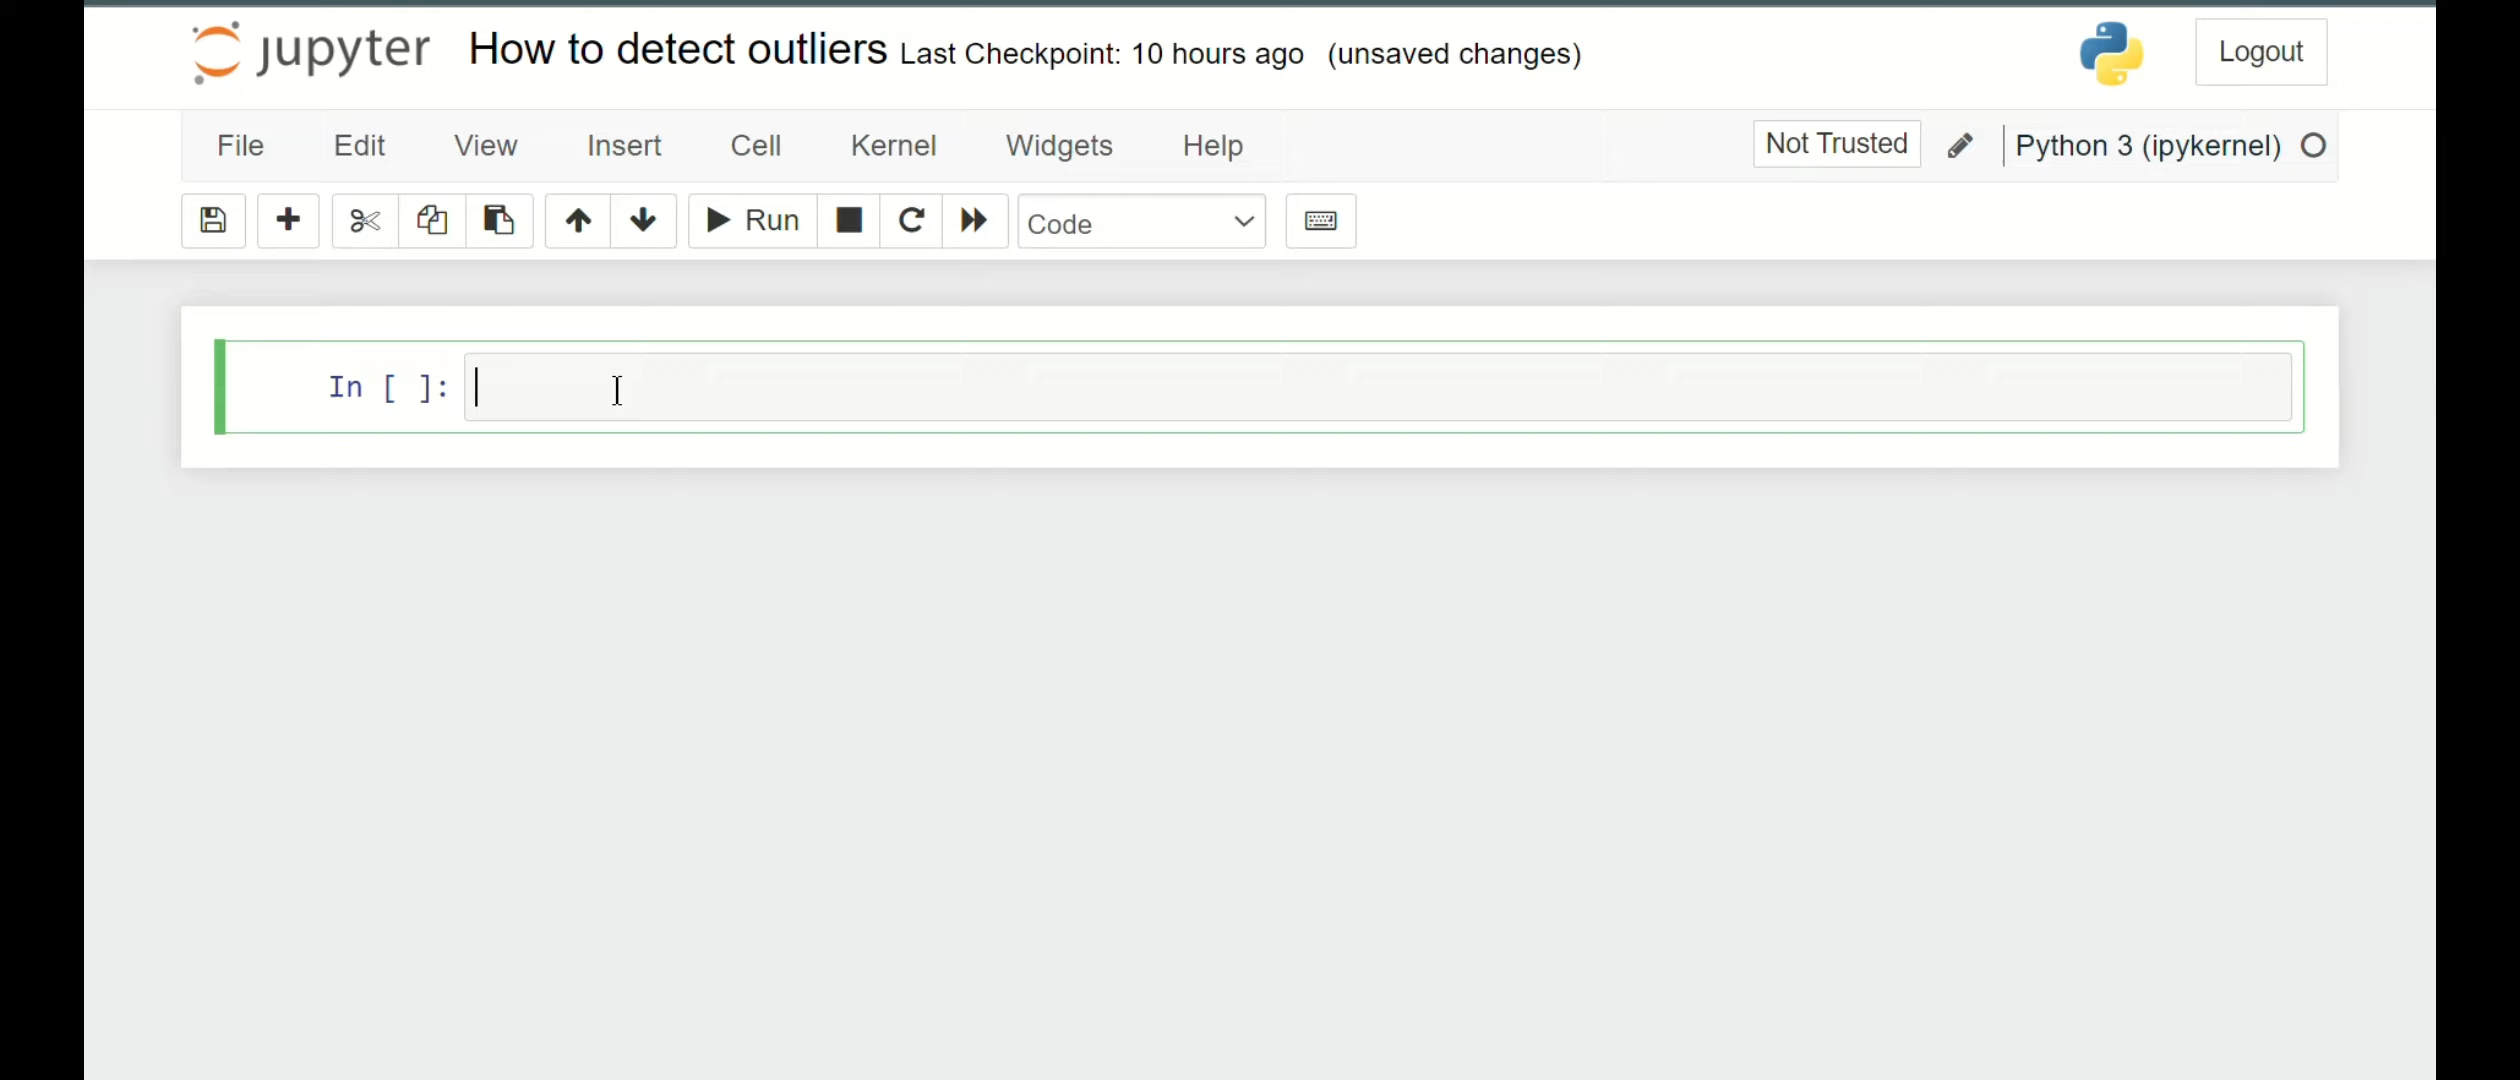 jupyter How to detect outliers Last Checkpoint: 10 hours ago (unsaved changes) Logout
File Edit View Insert Cell Kernel Widgets Help Not Trusted Python 3 (ipykernel)
Run Code
In [ ]: